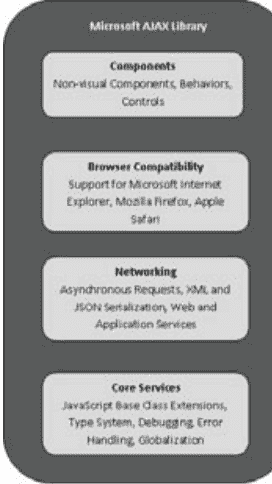 Microsoft AJAX Library
Components
Non-visual Components, Behaviors,
Controls
Browser Compatibility
Support for Microsoft Internet
Explorer, Mozilla Firefox, Apple
Safari
Networking
Asynchronous Requests, XML and
JSON Serialization, Web and
Application Services
Core Services
JavaScript Base Class Extensions,
Type System, Debugging, Error
Handling, Globalization